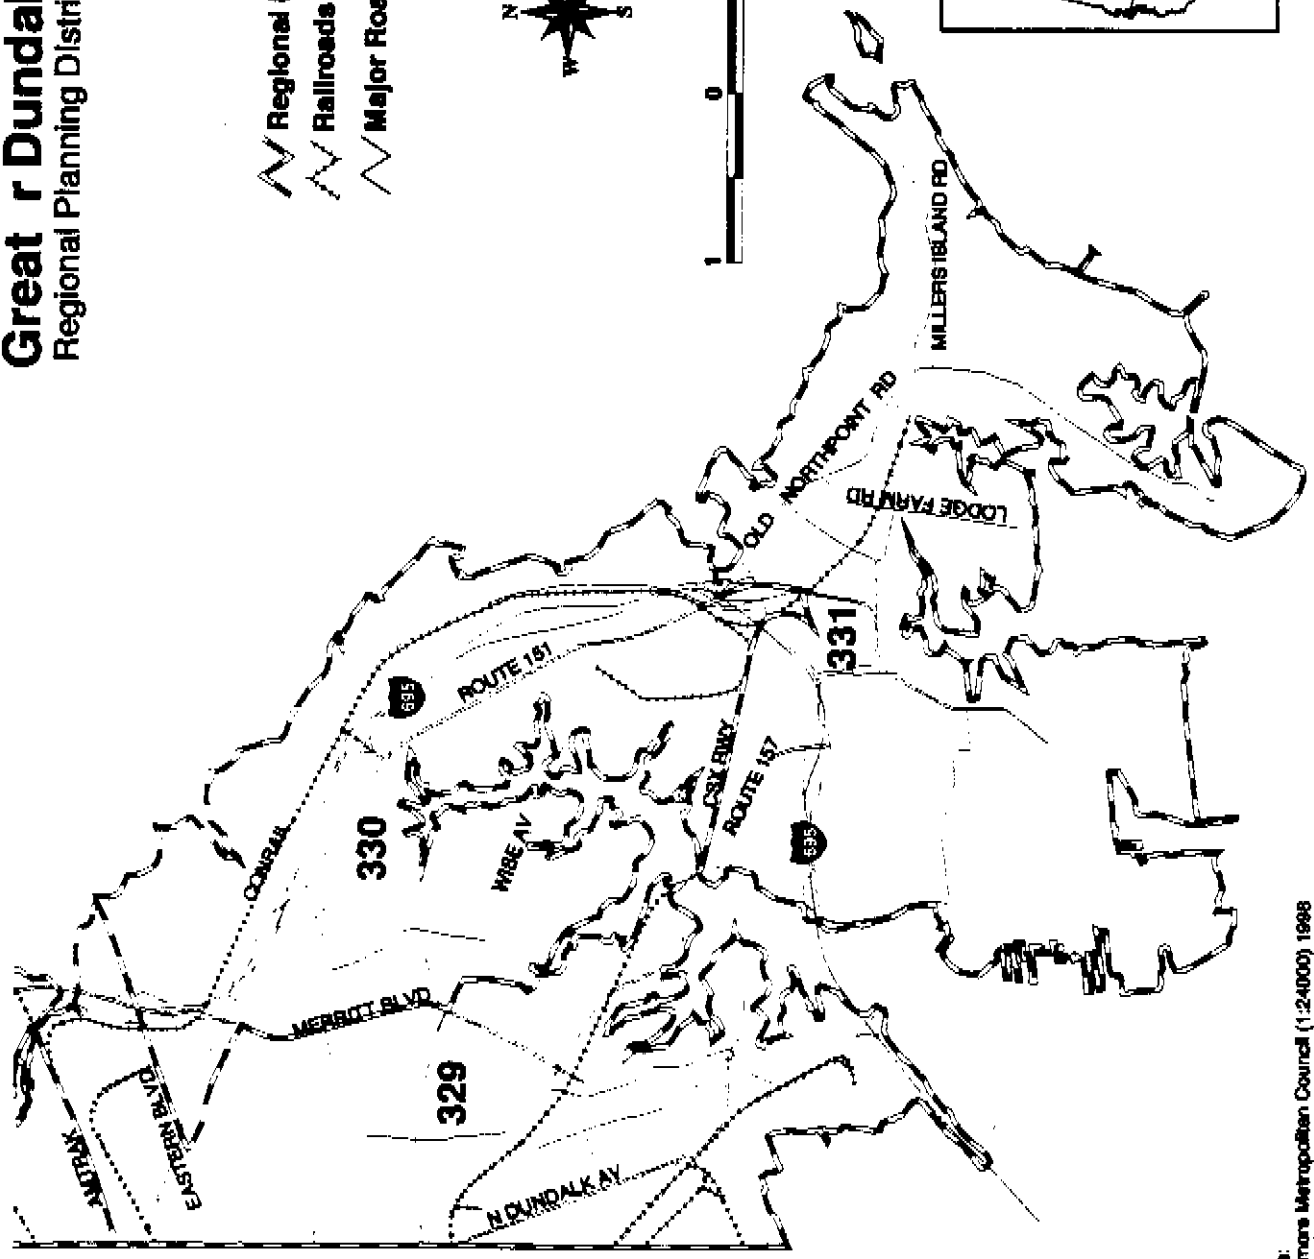 Great r Dundal
Regional Planning Distri
Regional
Railroads
Major Roa
N
S
W
1
0
MILLERS ISLAND RD
OLD NORTHPOINT RD
LODGE FARM RD
331
ROUTE 151
695
CSX RWY
ROUTE 157
695
330
WISE AV
CONRAIL
MERRITT BLVD
329
AMTRAK
EASTERN BLVD
N DUNDALK AV
more Metropolitan Council (1:24000) 1998